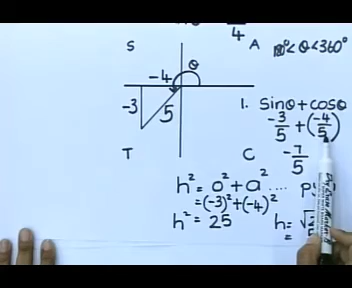 4
S
A
180°<θ<360°
θ
-4
-3
5
1. Sinθ+cosθ
-3/5 + (-4/5)
-7/5
T
C
h² = o² + a² ....
= (-3)² + (-4)²
h² = 25
h =